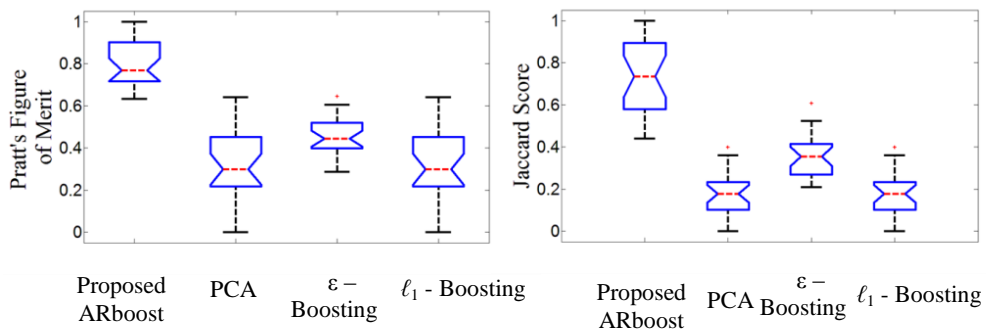 Pratt's Figure
of Merit
1
0.8
0.6
0.4
0.2
0
Proposed
ARboost
PCA
ε –
Boosting
ℓ₁ - Boosting
Jaccard Score
1
0.8
0.6
0.4
0.2
0
Proposed
ARboost
PCA
ε –
Boosting
ℓ₁ - Boosting